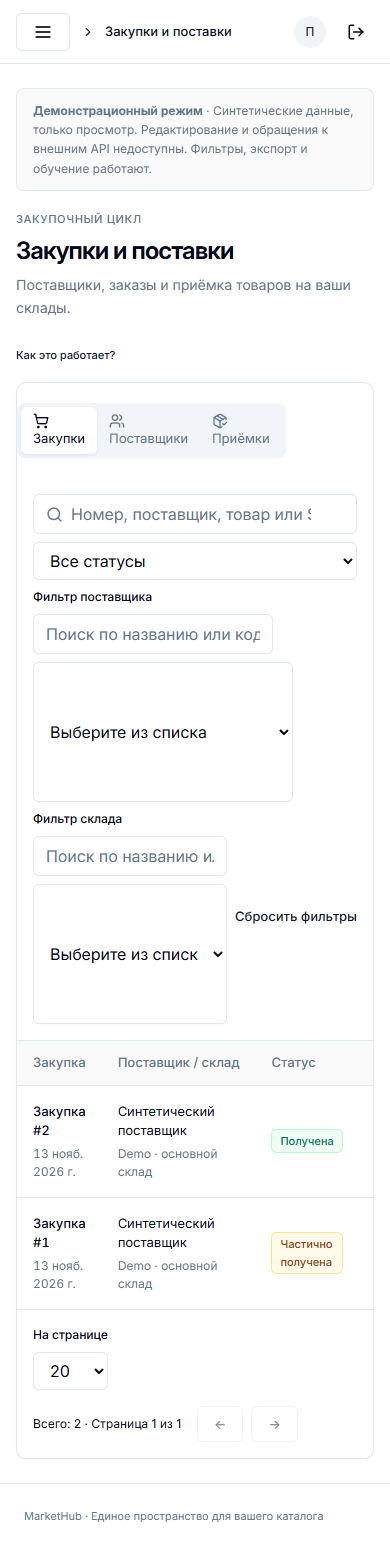 Закупки и поставки
П
Демонстрационный режим · Синтетические данные,
только просмотр. Редактирование и обращения к
внешним API недоступны. Фильтры, экспорт и
обучение работают.
ЗАКУПОЧНЫЙ ЦИКЛ
Закупки и поставки
Поставщики, заказы и приёмка товаров на ваши
склады.
Как это работает?
Закупки
Поставщики
Приёмки
Номер, поставщик, товар или
Все статусы
Фильтр поставщика
Поиск по названию или код
Выберите из списка
Фильтр склада
Поиск по названию и
Выберите из списк
Сбросить фильтры
Закупка Поставщик / склад Статус
Закупка
#2
13 нояб.
2026 г.
Синтетический
поставщик
Demo · основной
склад
Получена
Закупка
#1
13 нояб.
2026 г.
Синтетический
поставщик
Demo · основной
склад
Частично
получена
На странице
20
Всего: 2 · Страница 1 из 1
←
→
MarketHub · Единое пространство для вашего каталога